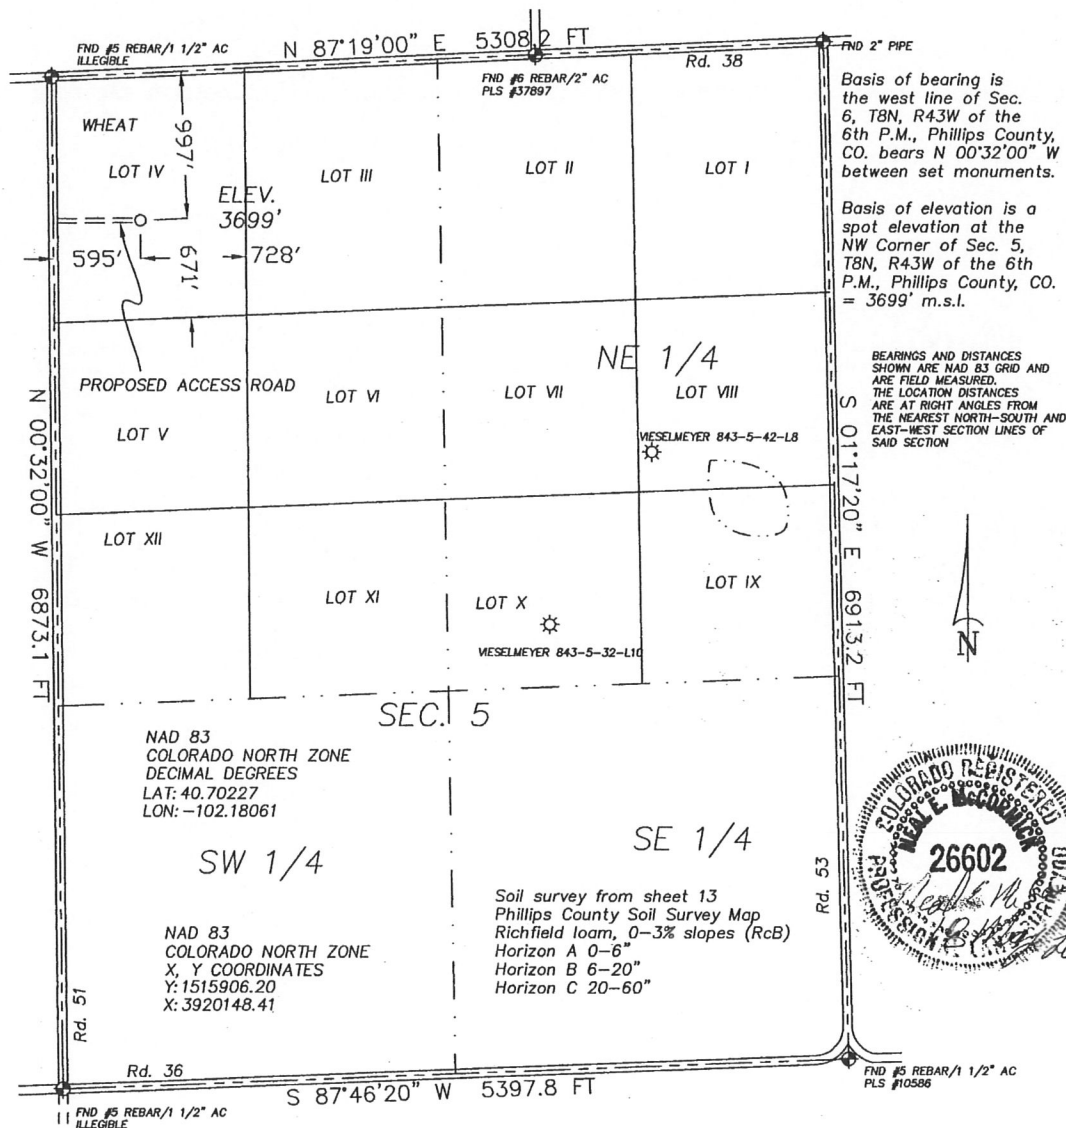 FND #5 REBAR/1 1/2" AC
ILLEGIBLE
N 87°19'00" E 5308.2 FT
FND #6 REBAR/2" AC
PLS #37897
Rd. 38
FND 2" PIPE
Basis of bearing is
the west line of Sec.
6, T8N, R43W of the
6th P.M., Phillips County,
CO. bears N 00°32'00" W
between set monuments.
Basis of elevation is a
spot elevation at the
NW Corner of Sec. 5,
T8N, R43W of the 6th
P.M., Phillips County, CO.
= 3699' m.s.l.
BEARINGS AND DISTANCES
SHOWN ARE NAD 83 GRID AND
ARE FIELD MEASURED.
THE LOCATION DISTANCES
ARE AT RIGHT ANGLES FROM
THE NEAREST NORTH-SOUTH AND
EAST-WEST SECTION LINES OF
SAID SECTION
WHEAT
997'
LOT IV
LOT III
LOT II
LOT I
ELEV.
3699'
595'
671'
728'
PROPOSED ACCESS ROAD
NE 1/4
LOT V
LOT VI
LOT VII
LOT VIII
VIESELMEYER 843-5-42-L8
N 00°32'00" W 6873.1 FT
S 01°17'20" E 6913.2 FT
LOT XII
LOT XI
LOT X
LOT IX
VIESELMEYER 843-5-32-L10
N
SEC. 5
NAD 83
COLORADO NORTH ZONE
DECIMAL DEGREES
LAT: 40.70227
LON: -102.18061
SW 1/4
SE 1/4
NAD 83
COLORADO NORTH ZONE
X, Y COORDINATES
Y: 1515906.20
X: 3920148.41
Soil survey from sheet 13
Phillips County Soil Survey Map
Richfield loam, 0-3% slopes (RcB)
Horizon A 0-6"
Horizon B 6-20"
Horizon C 20-60"
Rd. 53
COLORADO REGISTERED
NEAL E. McCORMICK
26602
Rd. 51
Rd. 36
S 87°46'20" W 5397.8 FT
FND #5 REBAR/1 1/2" AC
ILLEGIBLE
FND #5 REBAR/1 1/2" AC
PLS #10586